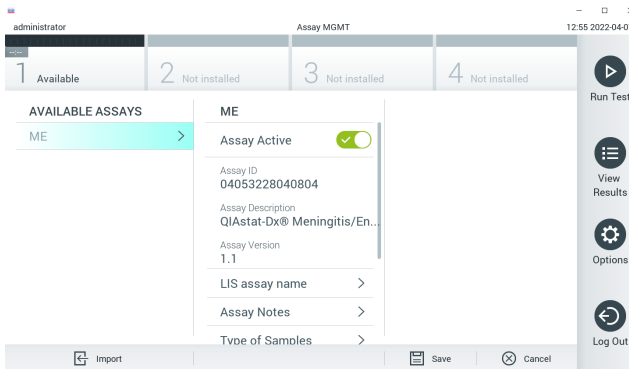 administrator
Assay MGMT
12:55 2022-04-0
--:--
1 Available
2 Not installed
3 Not installed
4 Not installed
Run Test
AVAILABLE ASSAYS
ME
ME
Assay Active
Assay ID
04053228040804
Assay Description
QIAstat-Dx® Meningitis/En...
Assay Version
1.1
LIS assay name
Assay Notes
Type of Samples
View
Results
Options
Log Out
Import
Save
Cancel